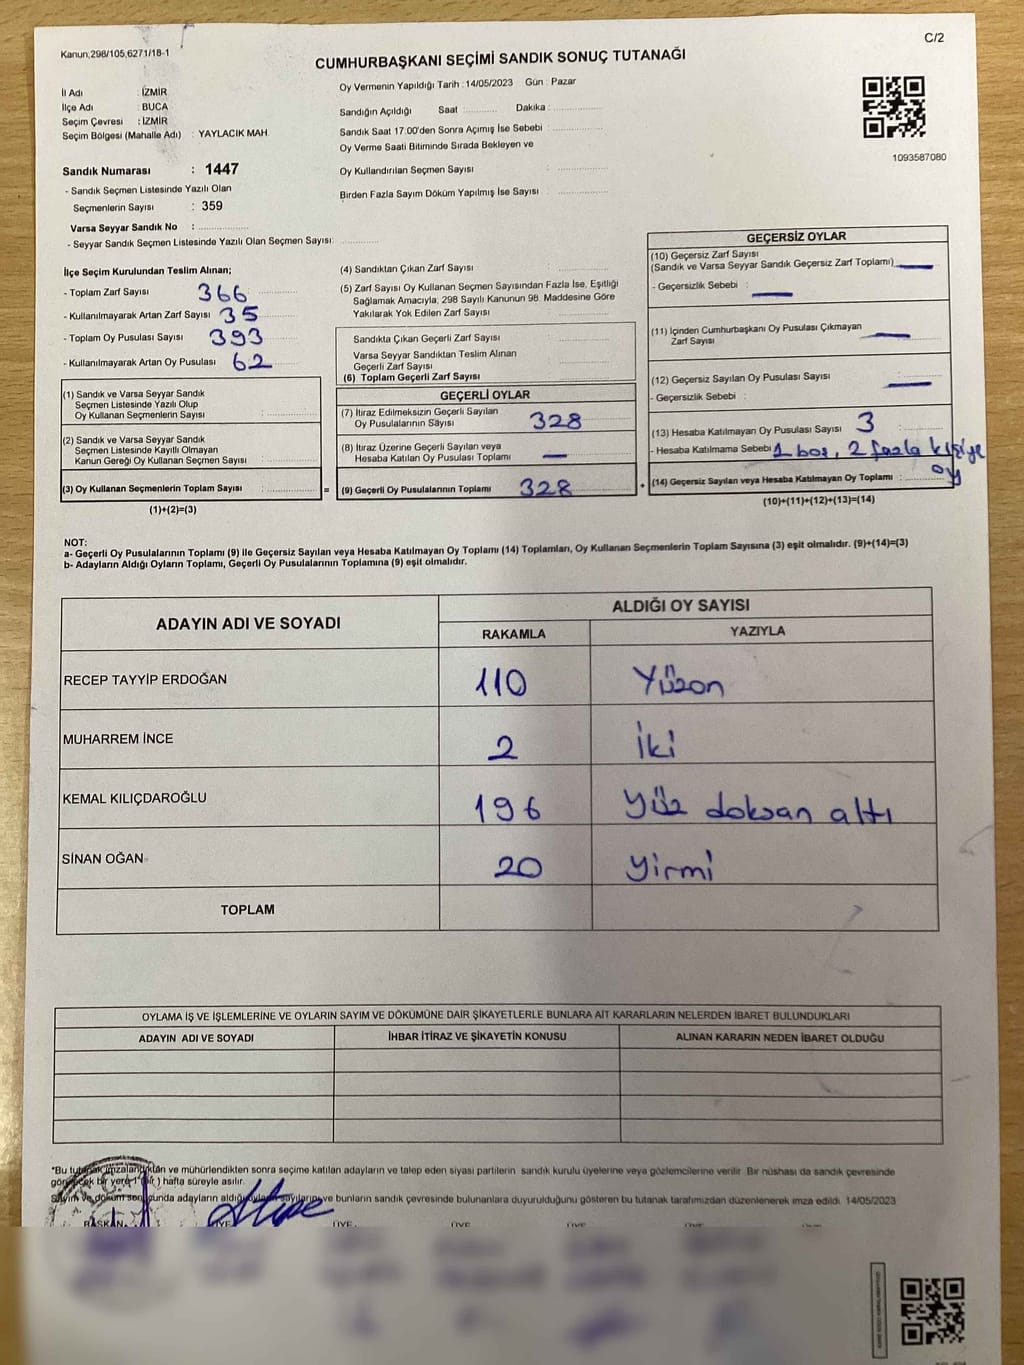 Kanun;298/105,6271/18-1
C/2
CUMHURBAŞKANI SEÇİMİ SANDIK SONUÇ TUTANAĞI
İl Adı : İZMİR
İlçe Adı : BUCA
Seçim Çevresi : İZMİR
Seçim Bölgesi (Mahalle Adı) : YAYLACIK MAH.
Oy Vermenin Yapıldığı Tarih : 14/05/2023 Gün : Pazar
Sandığın Açıldığı Saat : Dakika :
Sandık Saat 17:00'den Sonra Açımış İse Sebebi :
Oy Verme Saati Bitiminde Sırada Bekleyen ve
Oy Kullandırılan Seçmen Sayısı :
Birden Fazla Sayım Döküm Yapılmış İse Sayısı :
1093587080
Sandık Numarası : 1447
- Sandık Seçmen Listesinde Yazılı Olan
Seçmenlerin Sayısı : 359
Varsa Seyyar Sandık No :
- Seyyar Sandık Seçmen Listesinde Yazılı Olan Seçmen Sayısı:
İlçe Seçim Kurulundan Teslim Alınan;
- Toplam Zarf Sayısı 366
- Kullanılmayarak Artan Zarf Sayısı : 35
- Toplam Oy Pusulası Sayısı 393
- Kullanılmayarak Artan Oy Pusulası : 62
(1) Sandık ve Varsa Seyyar Sandık
Seçmen Listesinde Yazılı Olup
Oy Kullanan Seçmenlerin Sayısı :
(2) Sandık ve Varsa Seyyar Sandık
Seçmen Listesinde Kayıtlı Olmayan
Kanun Gereği Oy Kullanan Seçmen Sayısı :
(3) Oy Kullanan Seçmenlerin Toplam Sayısı : =
(1)+(2)=(3)
(4) Sandıktan Çıkan Zarf Sayısı :
(5) Zarf Sayısı Oy Kullanan Seçmen Sayısından Fazla İse, Eşitliği
Sağlamak Amacıyla, 298 Sayılı Kanunun 98. Maddesine Göre
Yakılarak Yok Edilen Zarf Sayısı :
Sandıkta Çıkan Geçerli Zarf Sayısı :
Varsa Seyyar Sandıktan Teslim Alınan
Geçerli Zarf Sayısı :
(6) Toplam Geçerli Zarf Sayısı :
GEÇERLİ OYLAR
(7) İtiraz Edilmeksizin Geçerli Sayılan
Oy Pusulalarının Sayısı 328
(8) İtiraz Üzerine Geçerli Sayılan veya
Hesaba Katılan Oy Pusulası Toplamı : —
(9) Geçerli Oy Pusulalarının Toplamı 328 +
GEÇERSİZ OYLAR
(10) Geçersiz Zarf Sayısı
(Sandık ve Varsa Seyyar Sandık Geçersiz Zarf Toplamı) —
- Geçersizlik Sebebi : —
(11) İçinden Cumhurbaşkanı Oy Pusulası Çıkmayan
Zarf Sayısı —
(12) Geçersiz Sayılan Oy Pusulası Sayısı : —
- Geçersizlik Sebebi :
(13) Hesaba Katılmayan Oy Pusulası Sayısı : 3
- Hesaba Katılmama Sebebi : 1 boş, 2 fazla kişiye
oy
(14) Geçersiz Sayılan veya Hesaba Katılmayan Oy Toplamı :
(10)+(11)+(12)+(13)=(14)
NOT:
a- Geçerli Oy Pusulalarının Toplamı (9) ile Geçersiz Sayılan veya Hesaba Katılmayan Oy Toplamı (14) Toplamları, Oy Kullanan Seçmenlerin Toplam Sayısına (3) eşit olmalıdır. (9)+(14)=(3)
b- Adayların Aldığı Oyların Toplamı, Geçerli Oy Pusulalarının Toplamına (9) eşit olmalıdır.
ADAYIN ADI VE SOYADI ALDIĞI OY SAYISI
RAKAMLA YAZIYLA
RECEP TAYYİP ERDOĞAN 110 Yüzon
MUHARREM İNCE 2 İki
KEMAL KILIÇDAROĞLU 196 Yüz doksan altı
SİNAN OĞAN 20 Yirmi
TOPLAM
OYLAMA İŞ VE İŞLEMLERİNE VE OYLARIN SAYIM VE DÖKÜMÜNE DAİR ŞİKAYETLERLE BUNLARA AİT KARARLARIN NELERDEN İBARET BULUNDUKLARI
ADAYIN ADI VE SOYADI İHBAR İTİRAZ VE ŞİKAYETİN KONUSU ALINAN KARARIN NEDEN İBARET OLDUĞU
*Bu tutanak imzalandıktan ve mühürlendikten sonra seçime katılan adayların ve talep eden siyasi partilerin sandık kurulu üyelerine veya gözlemcilerine verilir. Bir nüshası da sandık çevresinde
görülecek bir yere 1 (bir) hafta süreyle asılır.
Sayım ve döküm sonucunda adayların aldığı oyların sayılarını ve bunların sandık çevresinde bulunanlara duyurulduğunu gösteren bu tutanak tarafımızdan düzenlenerek imza edildi. 14/05/2023
BAŞKAN ÜYE ÜYE ÜYE ÜYE ÜYE